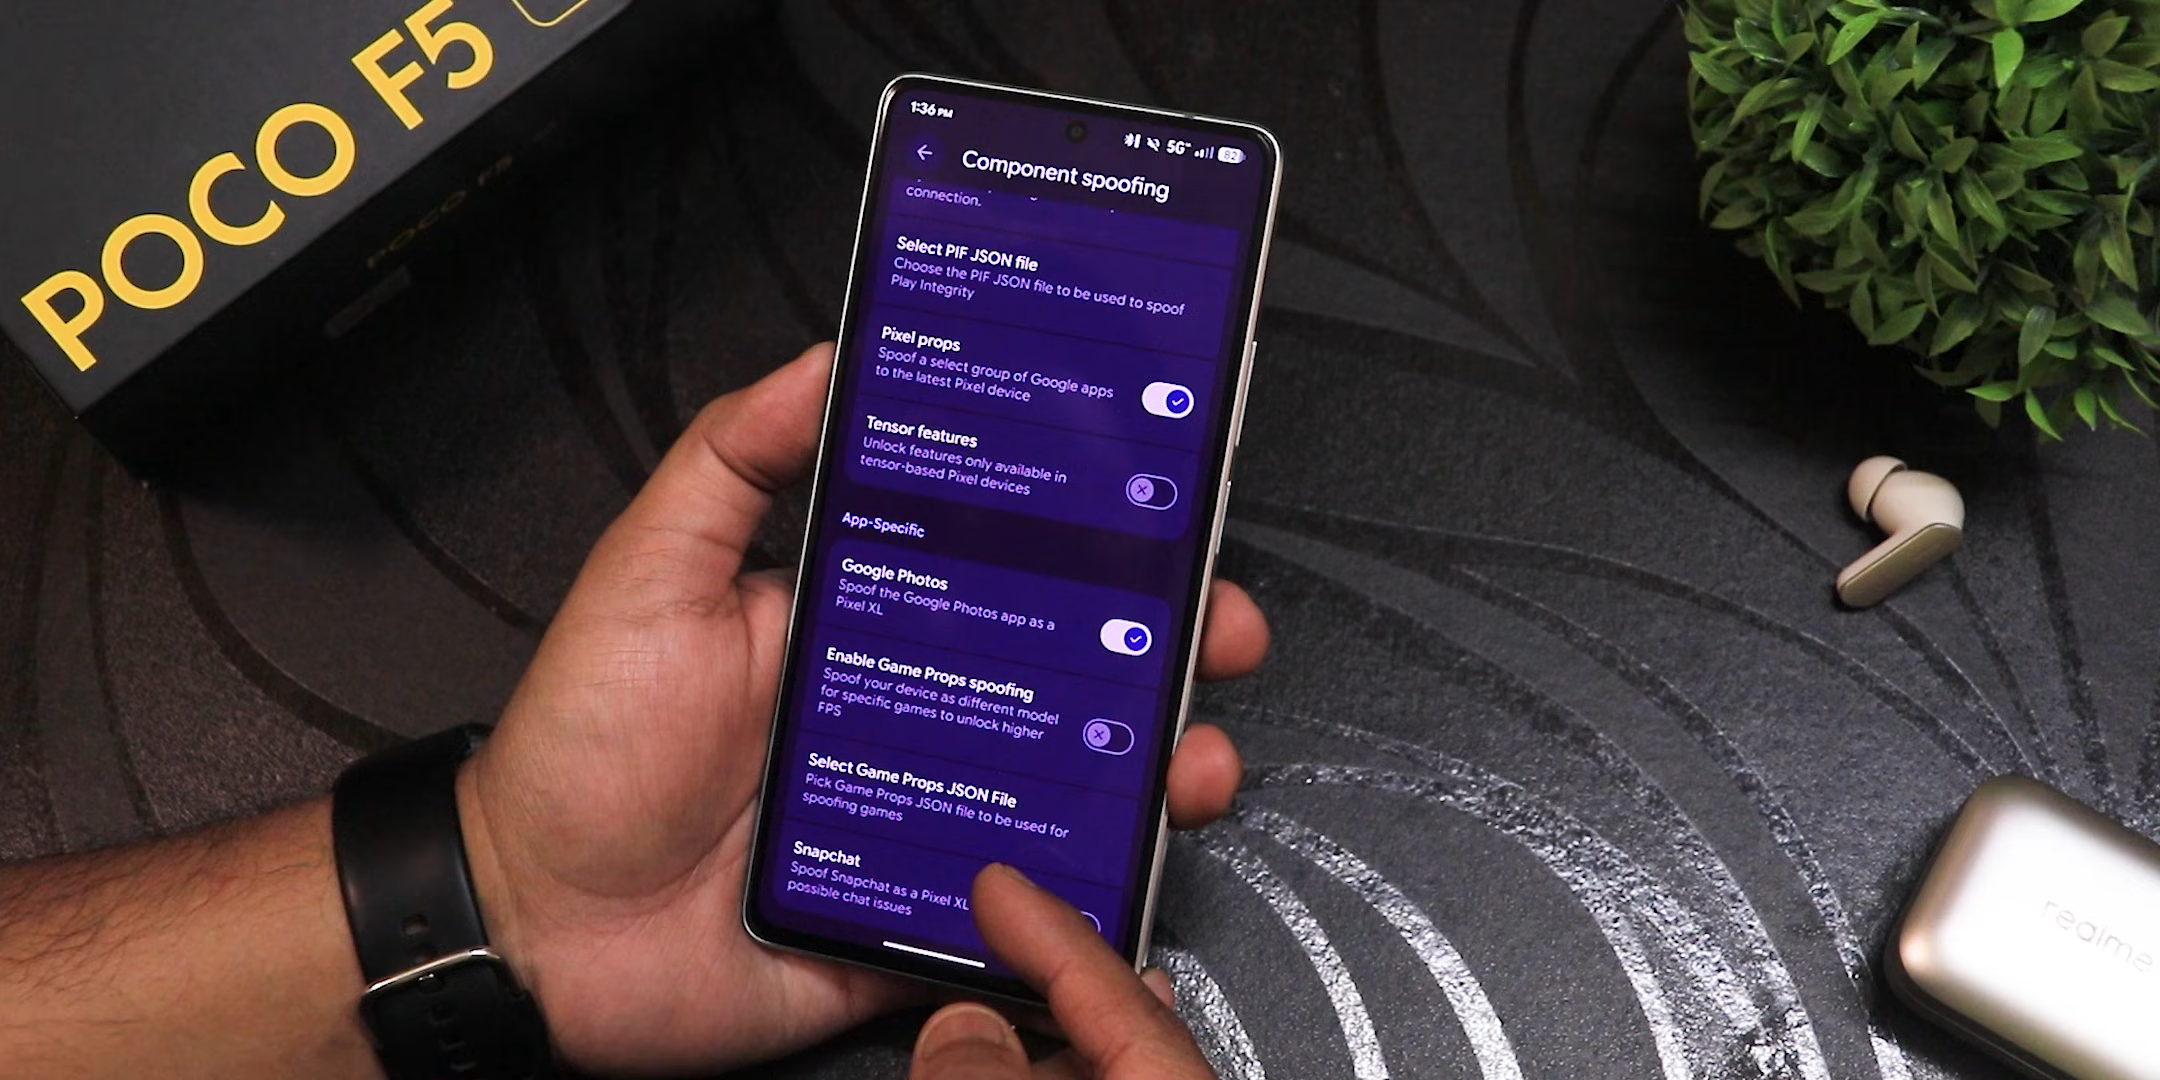 POCO F5
POCO F5
1:36 PM
5G
82
Component spoofing
connection.
Select PIF JSON file
Choose the PIF JSON file to be used to spoof
Play Integrity
Pixel props
Spoof a select group of Google apps
to the latest Pixel device
Tensor features
Unlock features only available in
tensor-based Pixel devices
App-Specific
Google Photos
Spoof the Google Photos app as a
Pixel XL
Enable Game Props spoofing
Spoof your device as different model
for specific games to unlock higher
FPS
Select Game Props JSON File
Pick Game Props JSON file to be used for
spoofing games
Snapchat
Spoof Snapchat as a Pixel XL
possible chat issues
realme